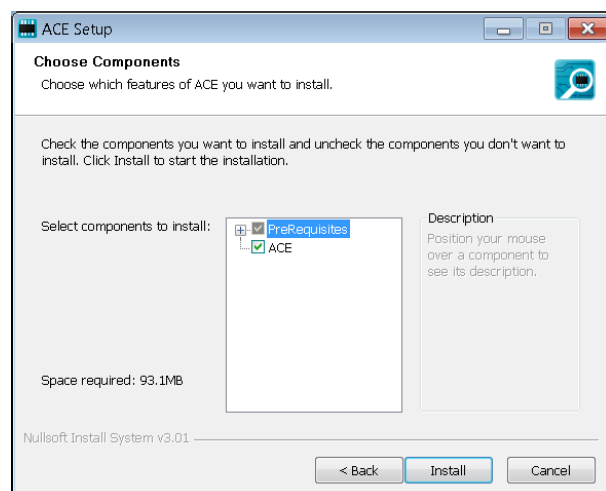 ACE Setup
Choose Components
Choose which features of ACE you want to install.
Check the components you want to install and uncheck the components you don't want to
install. Click Install to start the installation.
Select components to install:
PreRequisites
ACE
Description
Position your mouse
over a component to
see its description.
Space required: 93.1MB
Nullsoft Install System v3.01
< Back
Install
Cancel